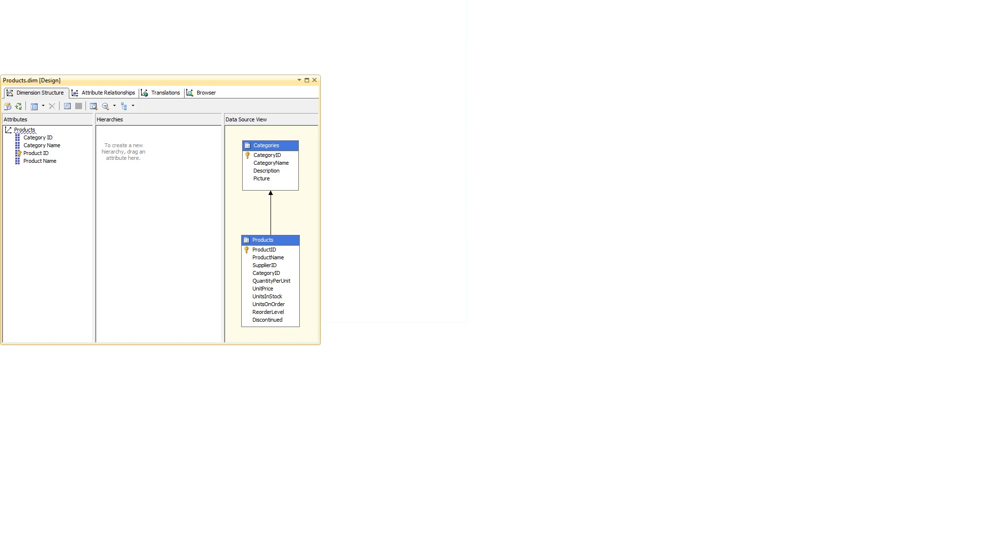 Products.dim [Design]
Dimension Structure
Attribute Relationships
Translations
Browser
Attributes
Products
Category ID
Category Name
Product ID
Product Name
Hierarchies
To create a new
hierarchy, drag an
attribute here.
Data Source View
Categories
CategoryID
CategoryName
Description
Picture
Products
ProductID
ProductName
SupplierID
CategoryID
QuantityPerUnit
UnitPrice
UnitsInStock
UnitsOnOrder
ReorderLevel
Discontinued